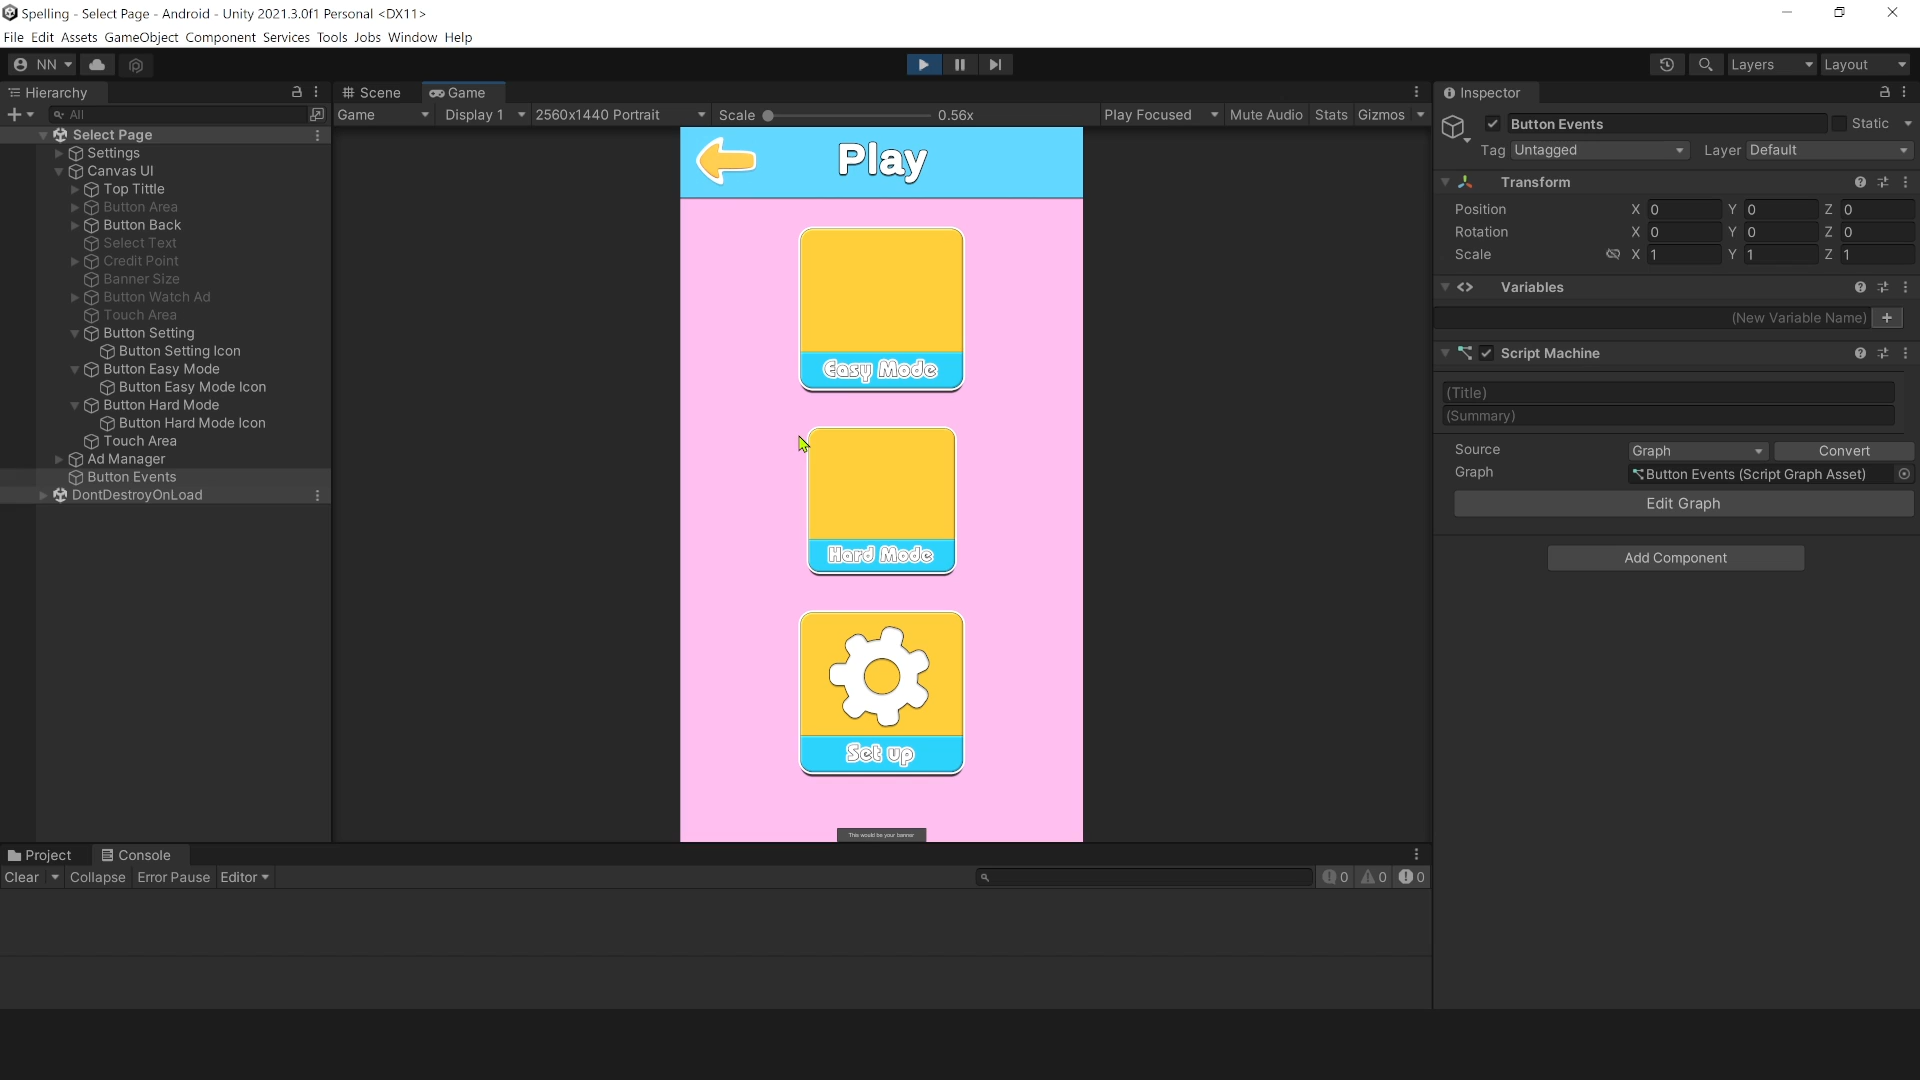 Spelling - Select Page - Android - Unity 2021.3.0f1 Personal <DX11>
File Edit Assets GameObject Component Services Tools Jobs Window Help
NN Layers Layout
Hierarchy
All
Select Page
Settings
Canvas UI
Top Tittle
Button Area
Button Back
Select Text
Credit Point
Banner Size
Button Watch Ad
Touch Area
Button Setting
Button Setting Icon
Button Easy Mode
Button Easy Mode Icon
Button Hard Mode
Button Hard Mode Icon
Touch Area
Ad Manager
Button Events
DontDestroyOnLoad
Scene Game
Game Display 1 2560x1440 Portrait Scale 0.56x Play Focused Mute Audio Stats Gizmos
Play
Easy Mode
Hard Mode
Set up
This would be your banner
Inspector
Button Events Static
Tag Untagged Layer Default
Transform
Position X 0 Y 0 Z 0
Rotation X 0 Y 0 Z 0
Scale X 1 Y 1 Z 1
Variables
(New Variable Name) +
Script Machine
(Title)
(Summary)
Source Graph Convert
Graph Button Events (Script Graph Asset)
Edit Graph
Add Component
Project Console
Clear Collapse Error Pause Editor 0 0 0